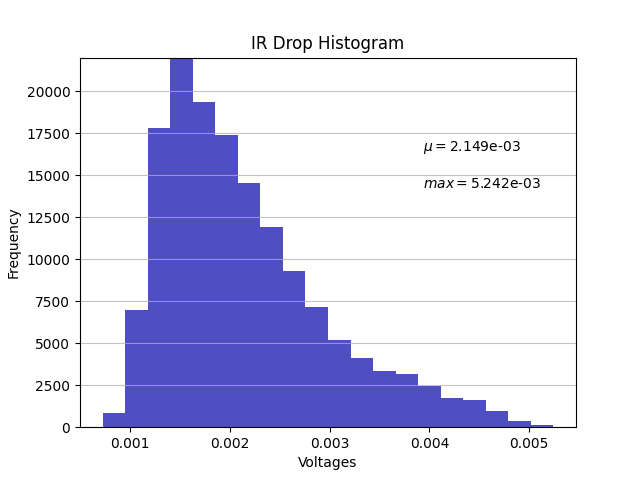 IR Drop Histogram
20000
17500
15000
12500
10000
7500
5000
2500
0
Frequency
μ = 2.149e-03
max = 5.242e-03
0.001 0.002 0.003 0.004 0.005
Voltages